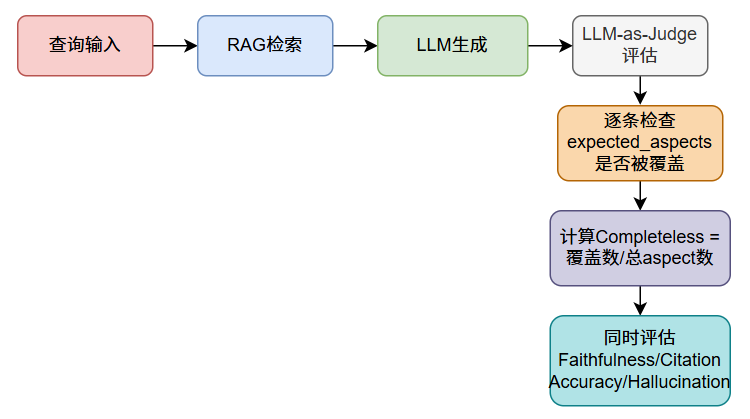 查询输入
RAG检索
LLM生成
LLM-as-Judge
评估
逐条检查
expected_aspects
是否被覆盖
计算Completeless =
覆盖数/总aspect数
同时评估
Faithfulness/Citation
Accuracy/Hallucination